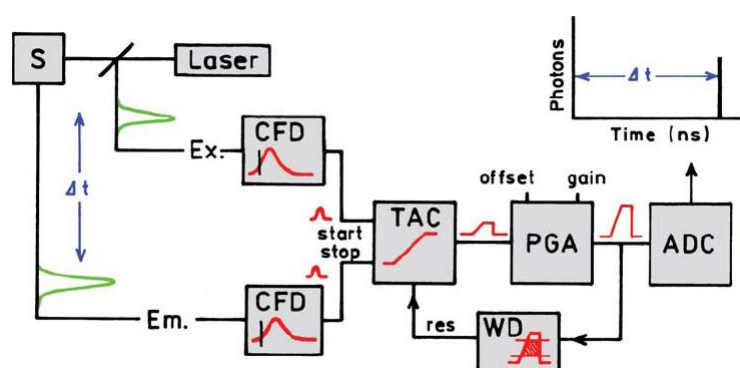 S
Laser
Δt
Ex.
CFD
Em.
CFD
start
stop
TAC
offset
gain
PGA
ADC
res
WD
Photons
Δt
Time (ns)